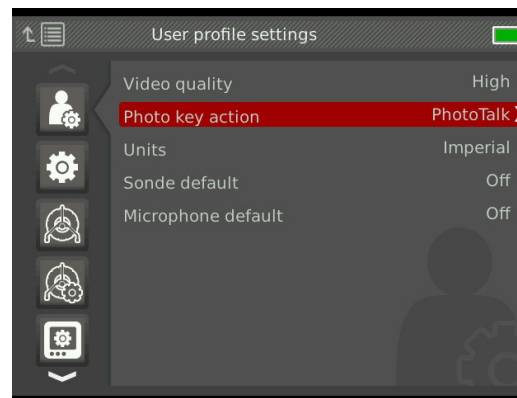 User profile settings
Video quality High
Photo key action PhotoTalk
Units Imperial
Sonde default Off
Microphone default Off